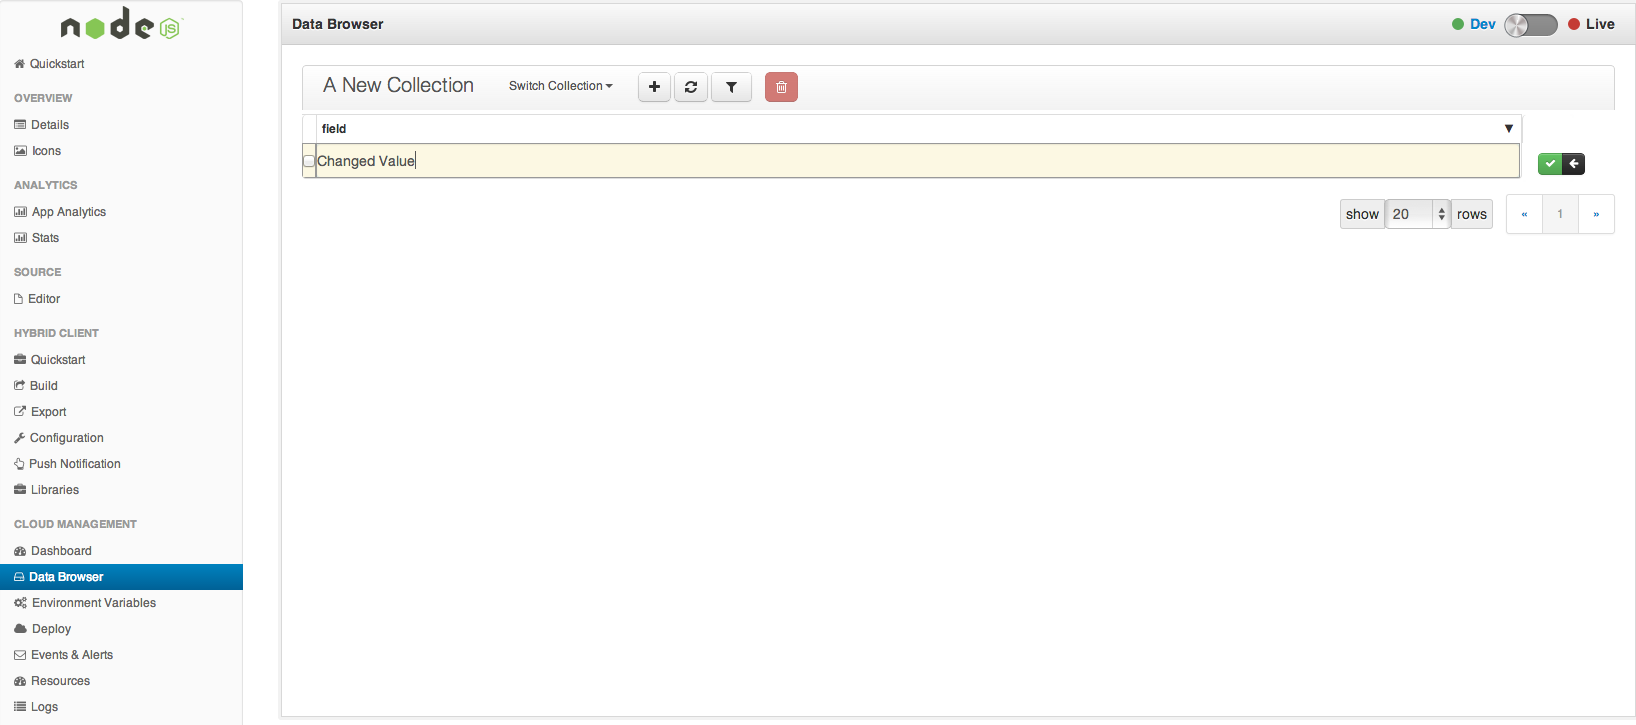 node JS
Quickstart
OVERVIEW
Details
Icons
ANALYTICS
App Analytics
Stats
SOURCE
Editor
HYBRID CLIENT
Quickstart
Build
Export
Configuration
Push Notification
Libraries
CLOUD MANAGEMENT
Dashboard
Data Browser
Environment Variables
Deploy
Events & Alerts
Resources
Logs
Data Browser Dev Live
A New Collection Switch Collection
field
Changed Value
show 20 rows « 1 »